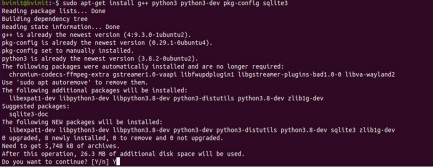 bvimit@bvimit:~$ sudo apt-get install g++ python3 python3-dev pkg-config sqlite3
Reading package lists... Done
Building dependency tree
Reading state information... Done
g++ is already the newest version (4:9.3.0-1ubuntu2).
pkg-config is already the newest version (0.29.1-0ubuntu4).
pkg-config set to manually installed.
python3 is already the newest version (3.8.2-0ubuntu2).
The following packages were automatically installed and are no longer required:
chromium-codecs-ffmpeg-extra gstreamer1.0-vaapi libfwupdplugin1 libgstreamer-plugins-bad1.0-0 libva-wayland2
Use 'sudo apt autoremove' to remove them.
The following additional packages will be installed:
libexpat1-dev libpython3-dev libpython3.8-dev python3-distutils python3.8-dev zlib1g-dev
Suggested packages:
sqlite3-doc
The following NEW packages will be installed:
libexpat1-dev libpython3-dev libpython3.8-dev python3-dev python3-distutils python3.8-dev sqlite3 zlib1g-dev
0 upgraded, 8 newly installed, 0 to remove and 0 not upgraded.
Need to get 5,748 kB of archives.
After this operation, 26.3 MB of additional disk space will be used.
Do you want to continue? [Y/n] Y